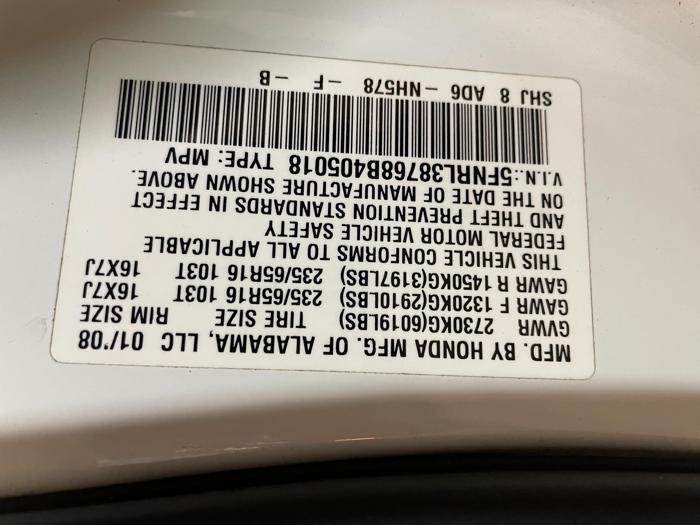 MFD. BY HONDA MFG. OF ALABAMA, LLC 01/'08
GVWR 2730KG(6019LBS) TIRE SIZE RIM SIZE
GAWR F 1320KG(2910LBS) 235/65R16 103T 16X7J
GAWR R 1450KG(3197LBS) 235/65R16 103T 16X7J
THIS VEHICLE CONFORMS TO ALL APPLICABLE
FEDERAL MOTOR VEHICLE SAFETY
AND THEFT PREVENTION STANDARDS IN EFFECT
ON THE DATE OF MANUFACTURE SHOWN ABOVE.
V.I.N.:5FNRL38768B405018 TYPE: MPV
SHJ 8 AD6 -NH578 - F - B